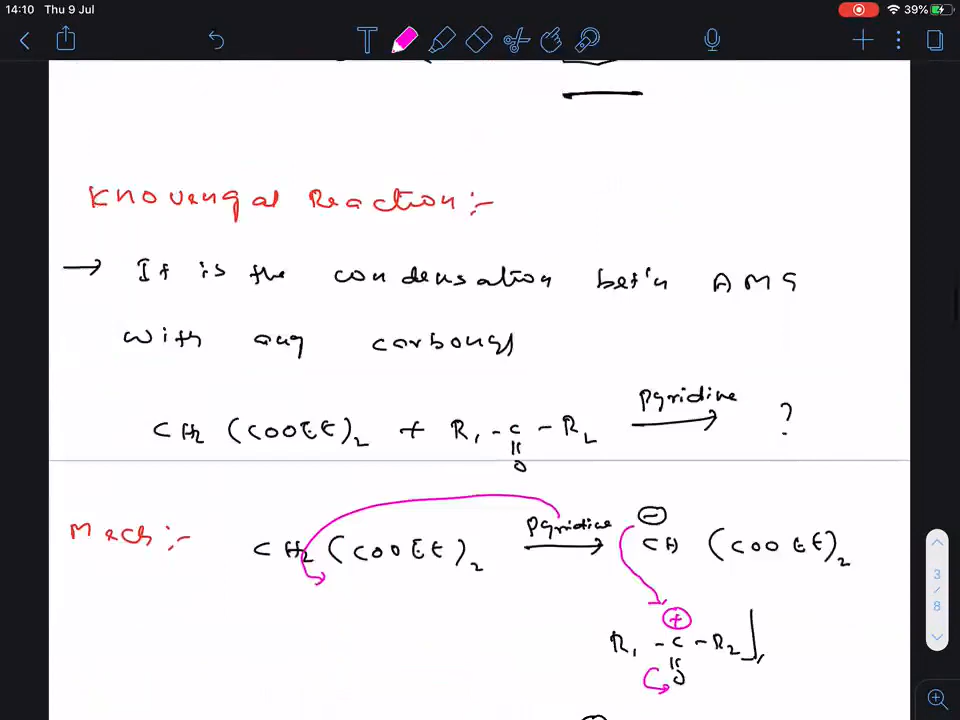 14:10 Thu 9 Jul 39%
Knovengal Reaction :-
→ It is the condensation bet'n AMG
with any carbonyl
CH2 (COOEt)2 + R1 - C - R2 Pyridine → ?
||
O
Mech :- CH2 (COOEt)2 Pyridine → ⊖CH (COOEt)2
⊕
R1 - C - R2
||
O
3
/
8